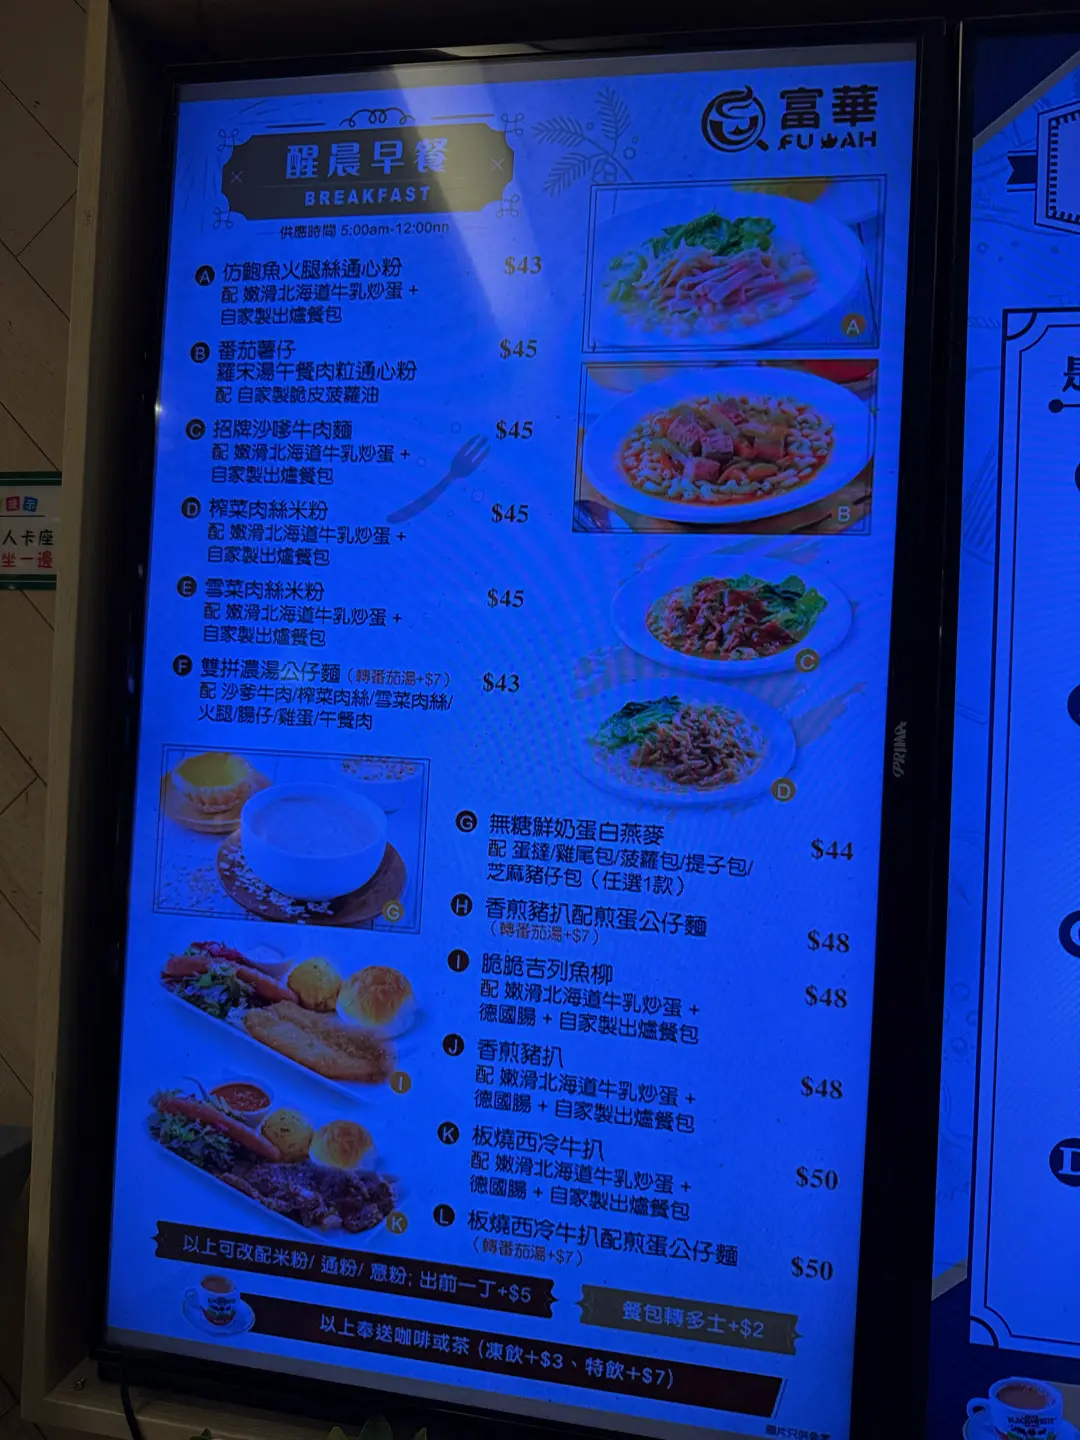 富華
FU WAH
醒晨早餐
BREAKFAST
供應時間 5:00am-12:00nn
A 仿鮑魚火腿絲通心粉 $43
配 嫩滑北海道牛乳炒蛋 +
自家製出爐餐包
B 番茄薯仔 $45
羅宋湯午餐肉粒通心粉
配 自家製脆皮菠蘿油
C 招牌沙嗲牛肉麵 $45
配 嫩滑北海道牛乳炒蛋 +
自家製出爐餐包
D 榨菜肉絲米粉 $45
配 嫩滑北海道牛乳炒蛋 +
自家製出爐餐包
E 雪菜肉絲米粉 $45
配 嫩滑北海道牛乳炒蛋 +
自家製出爐餐包
F 雙拼濃湯公仔麵（轉番茄湯+$7） $43
配 沙爹牛肉/榨菜肉絲/雪菜肉絲/
火腿/腸仔/雞蛋/午餐肉
A
B
C
D
G 無糖鮮奶蛋白燕麥 $44
配 蛋撻/雞尾包/菠蘿包/提子包/
芝麻豬仔包（任選1款）
H 香煎豬扒配煎蛋公仔麵 $48
（轉番茄湯+$7）
I 脆脆吉列魚柳 $48
配 嫩滑北海道牛乳炒蛋 +
德國腸 + 自家製出爐餐包
J 香煎豬扒 $48
配 嫩滑北海道牛乳炒蛋 +
德國腸 + 自家製出爐餐包
K 板燒西冷牛扒 $50
配 嫩滑北海道牛乳炒蛋 +
德國腸 + 自家製出爐餐包
L 板燒西冷牛扒配煎蛋公仔麵 $50
（轉番茄湯+$7）
G
I
K
以上可改配米粉/ 通粉/ 意粉; 出前一丁+$5
餐包轉多士+$2
以上奉送咖啡或茶 (凍飲+$3、特飲+$7)
圖片只供參考
PRIMA
提示
人卡座
坐一邊